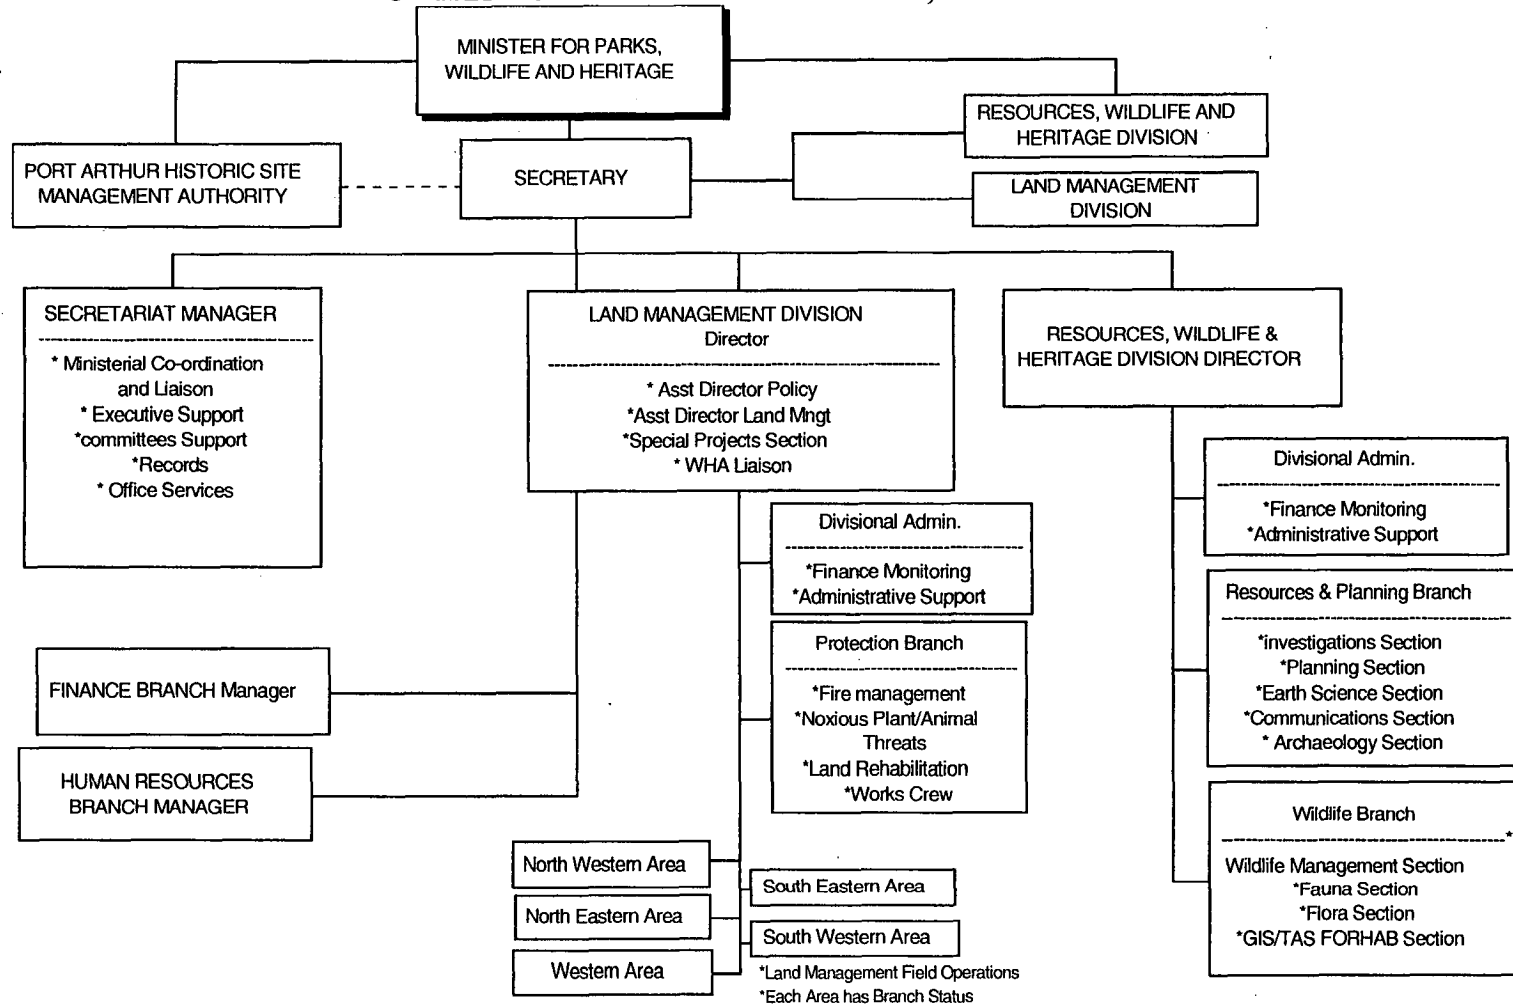 MINISTER FOR PARKS,
WILDLIFE AND HERITAGE
RESOURCES, WILDLIFE AND
HERITAGE DIVISION
PORT ARTHUR HISTORIC SITE
MANAGEMENT AUTHORITY
SECRETARY
LAND MANAGEMENT
DIVISION
SECRETARIAT MANAGER
* Ministerial Co-ordination
and Liaison
* Executive Support
*committees Support
*Records
* Office Services
LAND MANAGEMENT DIVISION
Director
* Asst Director Policy
*Asst Director Land Mngt
*Special Projects Section
* WHA Liaison
RESOURCES, WILDLIFE &
HERITAGE DIVISION DIRECTOR
Divisional Admin.
*Finance Monitoring
*Administrative Support
Divisional Admin.
*Finance Monitoring
*Administrative Support
Resources & Planning Branch
*investigations Section
*Planning Section
*Earth Science Section
*Communications Section
* Archaeology Section
Protection Branch
*Fire management
*Noxious Plant/Animal
Threats
*Land Rehabilitation
*Works Crew
FINANCE BRANCH Manager
HUMAN RESOURCES
BRANCH MANAGER
Wildlife Branch
*
Wildlife Management Section
*Fauna Section
*Flora Section
*GIS/TAS FORHAB Section
North Western Area
South Eastern Area
North Eastern Area
South Western Area
Western Area
*Land Management Field Operations
*Each Area has Branch Status